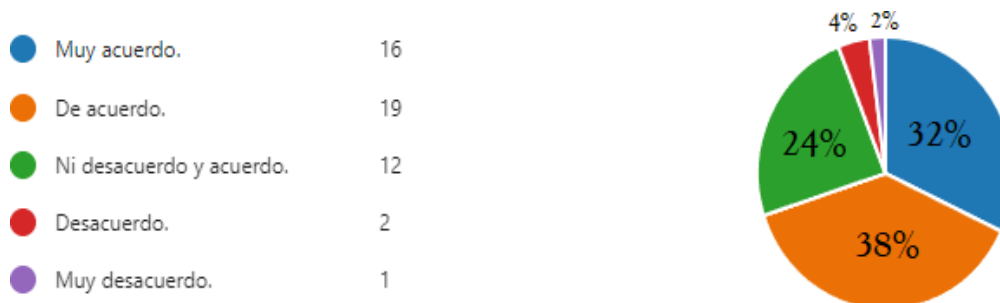 4% 2%
Muy acuerdo. 16
De acuerdo. 19
32%
24%
Ni desacuerdo y acuerdo. 12
Desacuerdo. 2
38%
Muy desacuerdo. 1